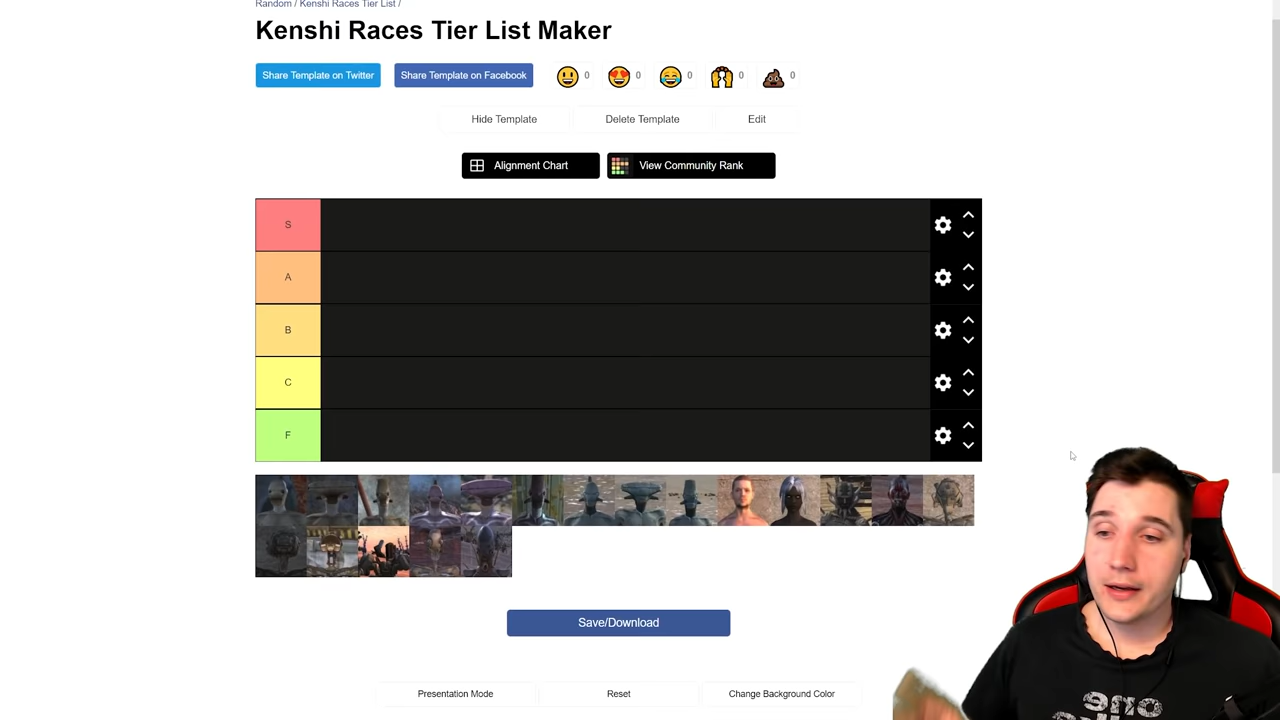 Random / Kenshi Races Tier List /
Kenshi Races Tier List Maker
Share Template on Twitter
Share Template on Facebook
0
0
0
0
0
Hide Template
Delete Template
Edit
Alignment Chart
View Community Rank
S
A
B
C
F
Save/Download
Presentation Mode
Reset
Change Background Color
one